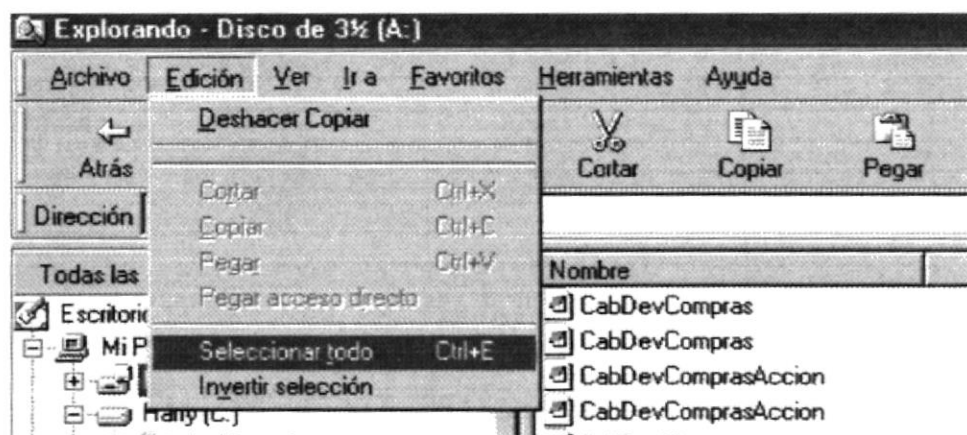 Explorando - Disco de 3½ (A:)
Archivo Edición Ver Ir a Favoritos Herramientas Ayuda
Deshacer Copiar
Atrás Cortar Copiar Pegar
Cortar Ctrl+X
Dirección Copiar Ctrl+C
Pegar Ctrl+V
Todas las Nombre
Pegar acceso directo
Escritorio CabDevCompras
Mi P Seleccionar todo Ctrl+E CabDevCompras
Invertir selección CabDevComprasAccion
(C:) CabDevComprasAccion